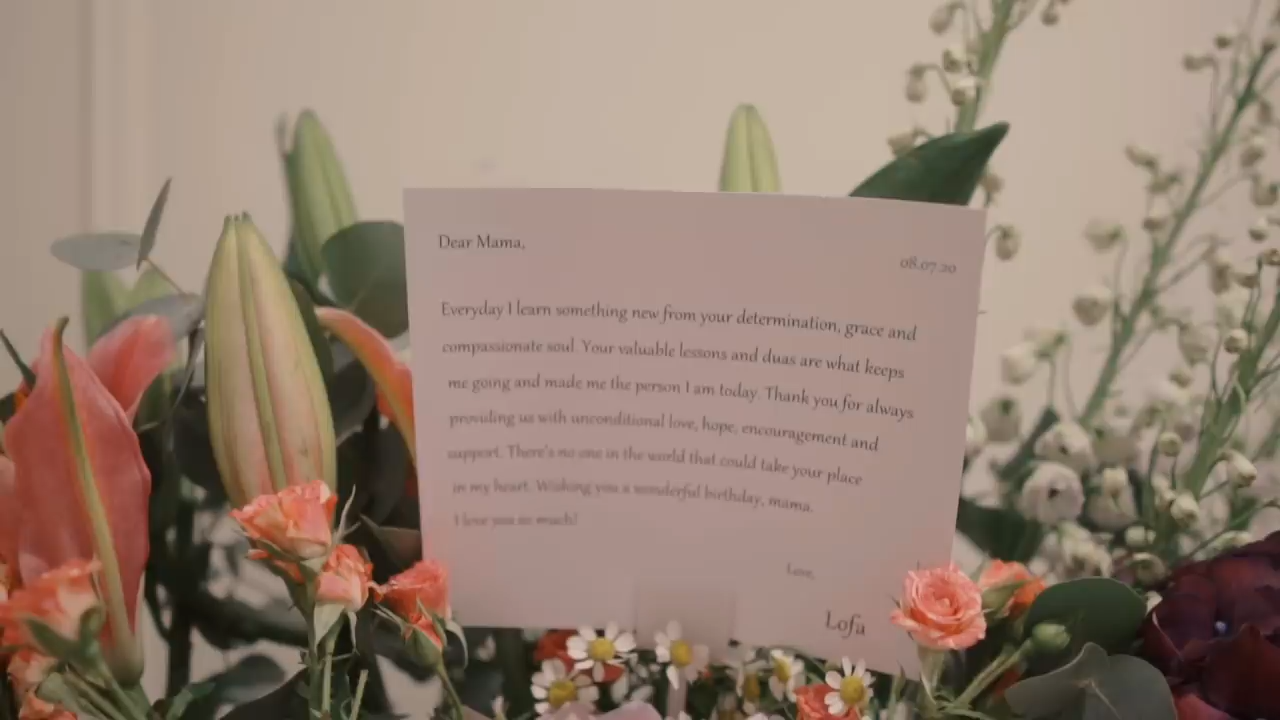 Dear Mama,
08.07.20
Everyday I learn something new from your determination, grace and
compassionate soul. Your valuable lessons and duas are what keeps
me going and made me the person I am today. Thank you for always
providing us with unconditional love, hope, encouragement and
support. There's no one in the world that could take your place
in my heart. Wishing you a wonderful birthday, mama.
I love you so much!
Love,
Lofa